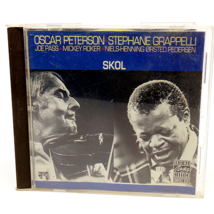 OSCAR PETERSON STEPHANE GRAPPELLI
JOE PASS · MICKEY ROKER · NIELS-HENNING ØRSTED PEDERSEN
SKOL